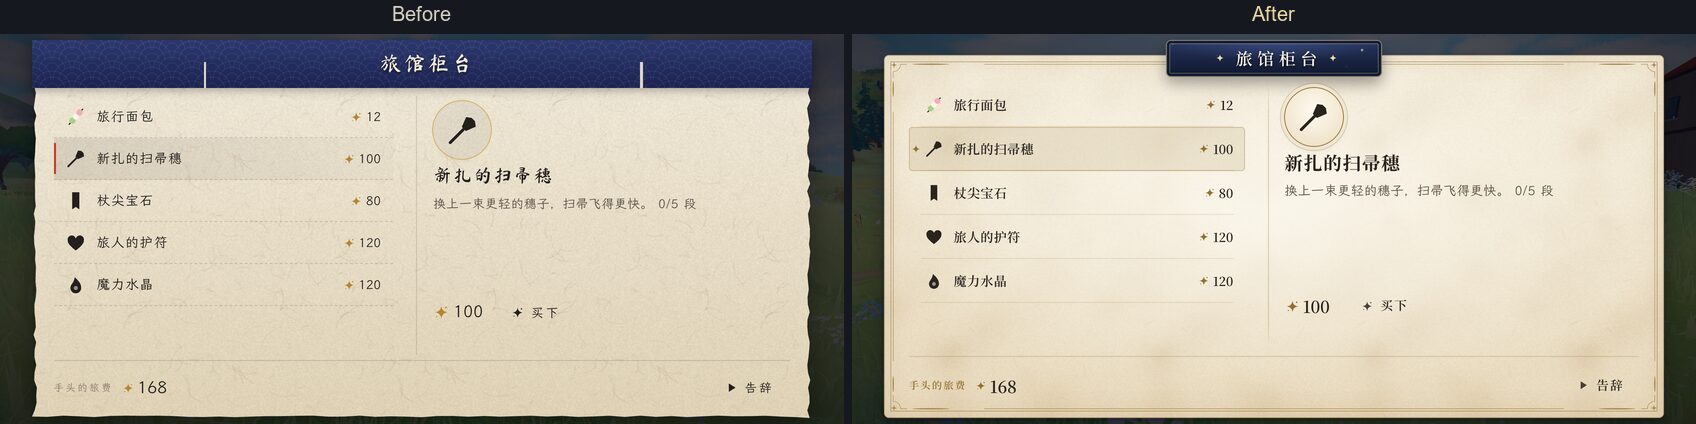 Before
旅馆柜台
旅行面包 12
新扎的扫帚穗 100
杖尖宝石 80
旅人的护符 120
魔力水晶 120
新扎的扫帚穗
换上一束更轻的穗子，扫帚飞得更快。 0/5 段
100 买下
手头的旅费 168
告辞
After
旅馆柜台
旅行面包 12
新扎的扫帚穗 100
杖尖宝石 80
旅人的护符 120
魔力水晶 120
新扎的扫帚穗
换上一束更轻的穗子，扫帚飞得更快。 0/5 段
100 买下
手头的旅费 168
告辞